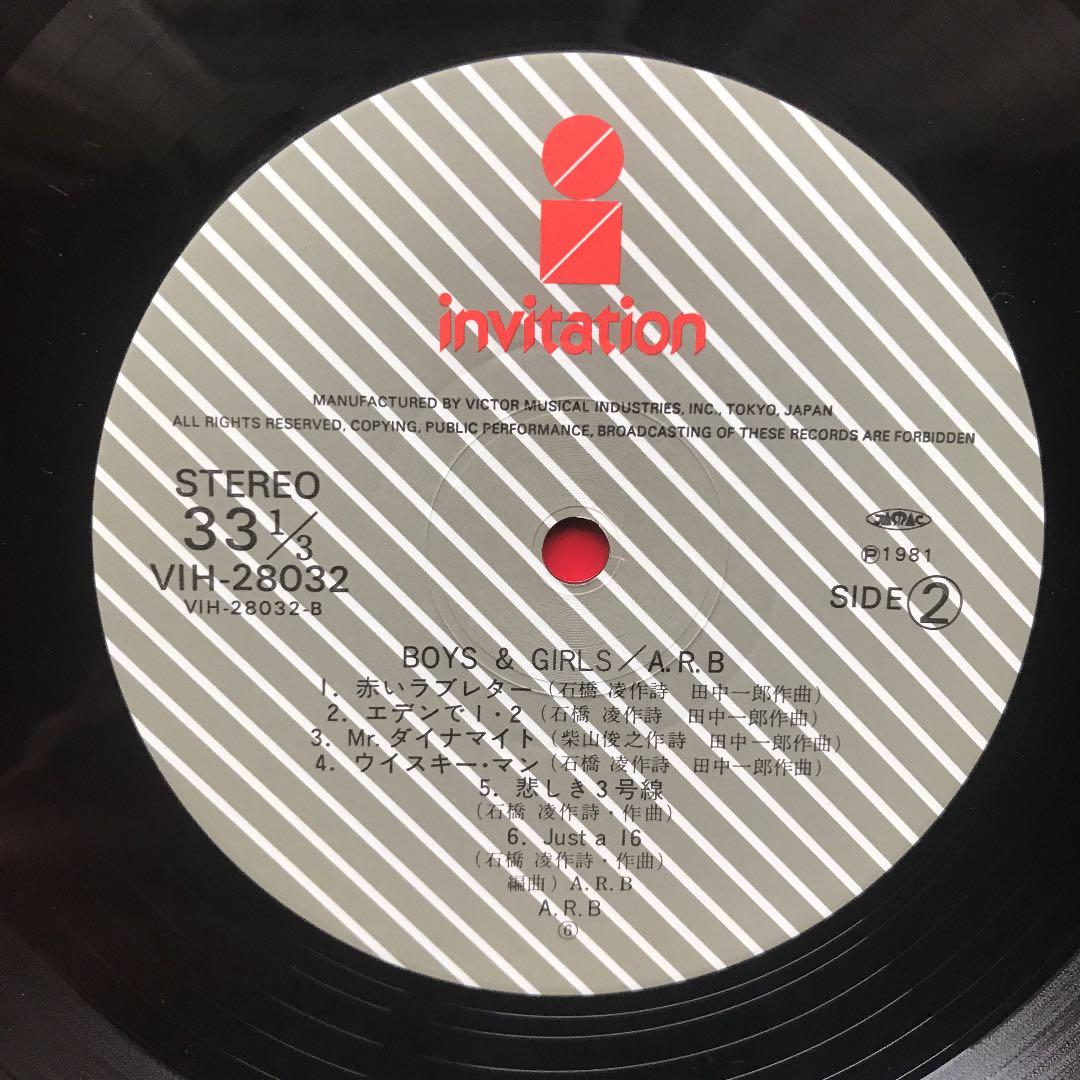 invitation
MANUFACTURED BY VICTOR MUSICAL INDUSTRIES, INC., TOKYO, JAPAN
ALL RIGHTS RESERVED, COPYING, PUBLIC PERFORMANCE, BROADCASTING OF THESE RECORDS ARE FORBIDDEN
STEREO
33 1/3
VIH-28032
VIH-28032-B
JASRAC
Ⓟ1981
SIDE ②
BOYS & GIRLS／A.R.B
1. 赤いラブレター (石橋 凌作詩 田中一郎作曲)
2. エデンで1・2 (石橋 凌作詩 田中一郎作曲)
3. Mr.ダイナマイト (柴山俊之作詩 田中一郎作曲)
4. ウイスキー・マン (石橋 凌作詩 田中一郎作曲)
5. 悲しき3号線
(石橋 凌作詩・作曲)
6. Just a 16
(石橋 凌作詩・作曲)
編曲) A.R.B
A.R.B
⑥